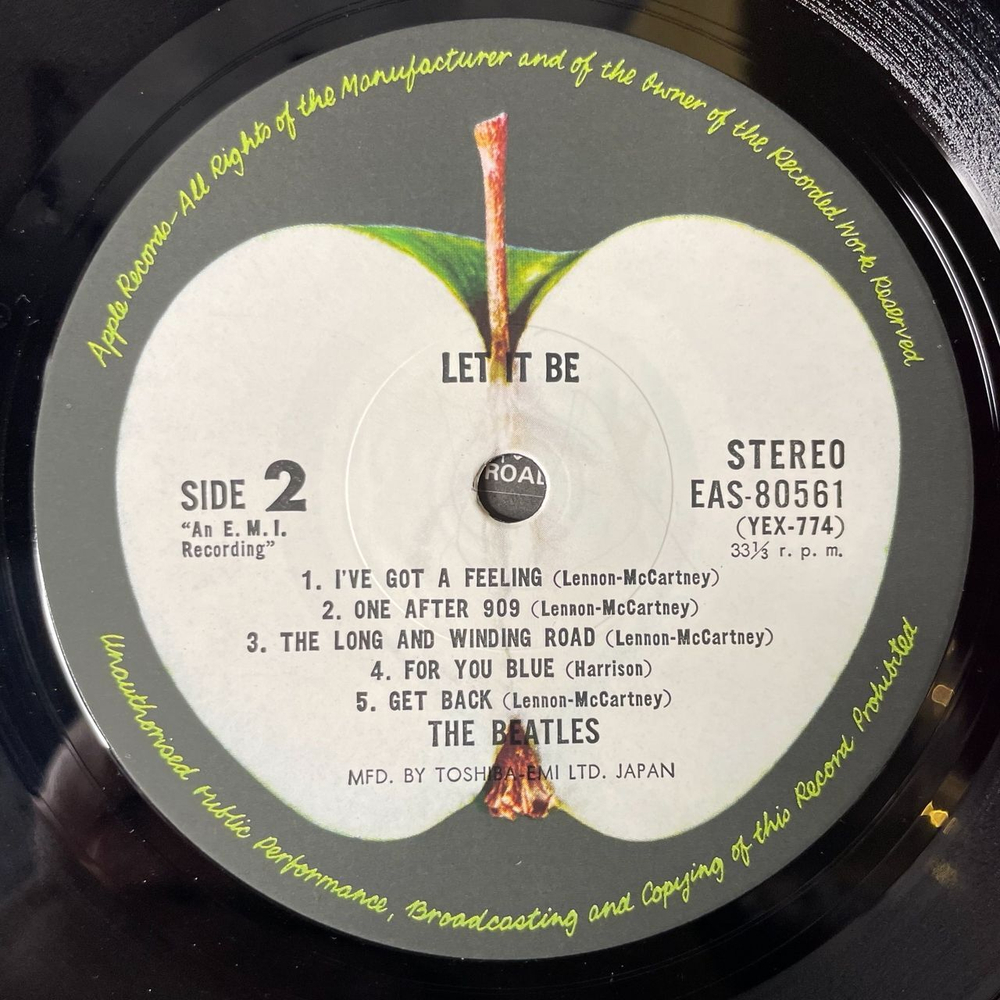 Apple Records-All Rights of the Manufacturer and of the Owner of the Recorded Work Reserved
LET IT BE
STEREO
EAS-80561
(YEX-774)
33⅓ r. p. m.
SIDE 2
“An E. M. I.
Recording”
ROAL
1. I'VE GOT A FEELING (Lennon-McCartney)
2. ONE AFTER 909 (Lennon-McCartney)
3. THE LONG AND WINDING ROAD (Lennon-McCartney)
4. FOR YOU BLUE (Harrison)
5. GET BACK (Lennon-McCartney)
THE BEATLES
MFD. BY TOSHIBA-EMI LTD. JAPAN
Unauthorised Public Performance, Broadcasting and Copying of this Record Prohibited